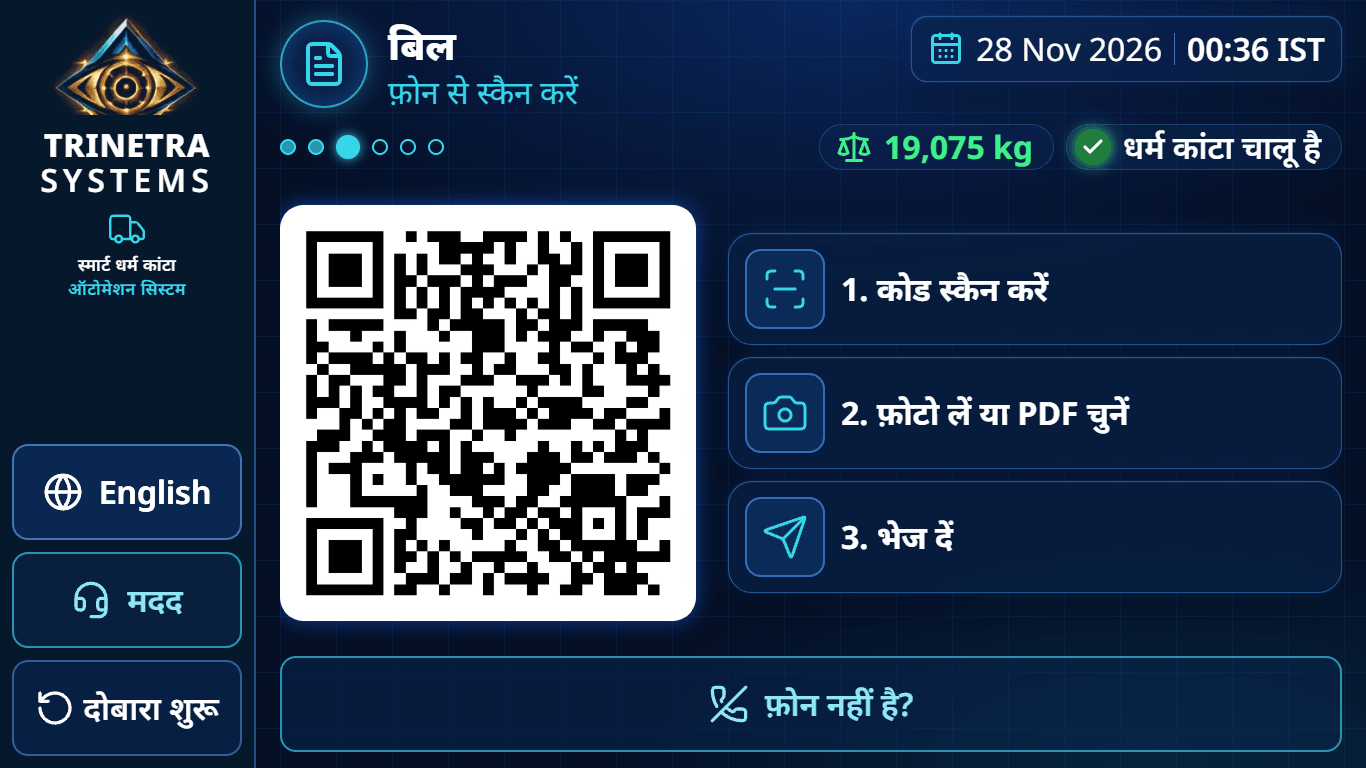 TRINETRA
SYSTEMS
स्मार्ट धर्म कांटा
ऑटोमेशन सिस्टम
English
मदद
दोबारा शुरू
बिल
फ़ोन से स्कैन करें
28 Nov 2026
00:36 IST
19,075 kg
धर्म कांटा चालू है
1. कोड स्कैन करें
2. फ़ोटो लें या PDF चुनें
3. भेज दें
फ़ोन नहीं है?